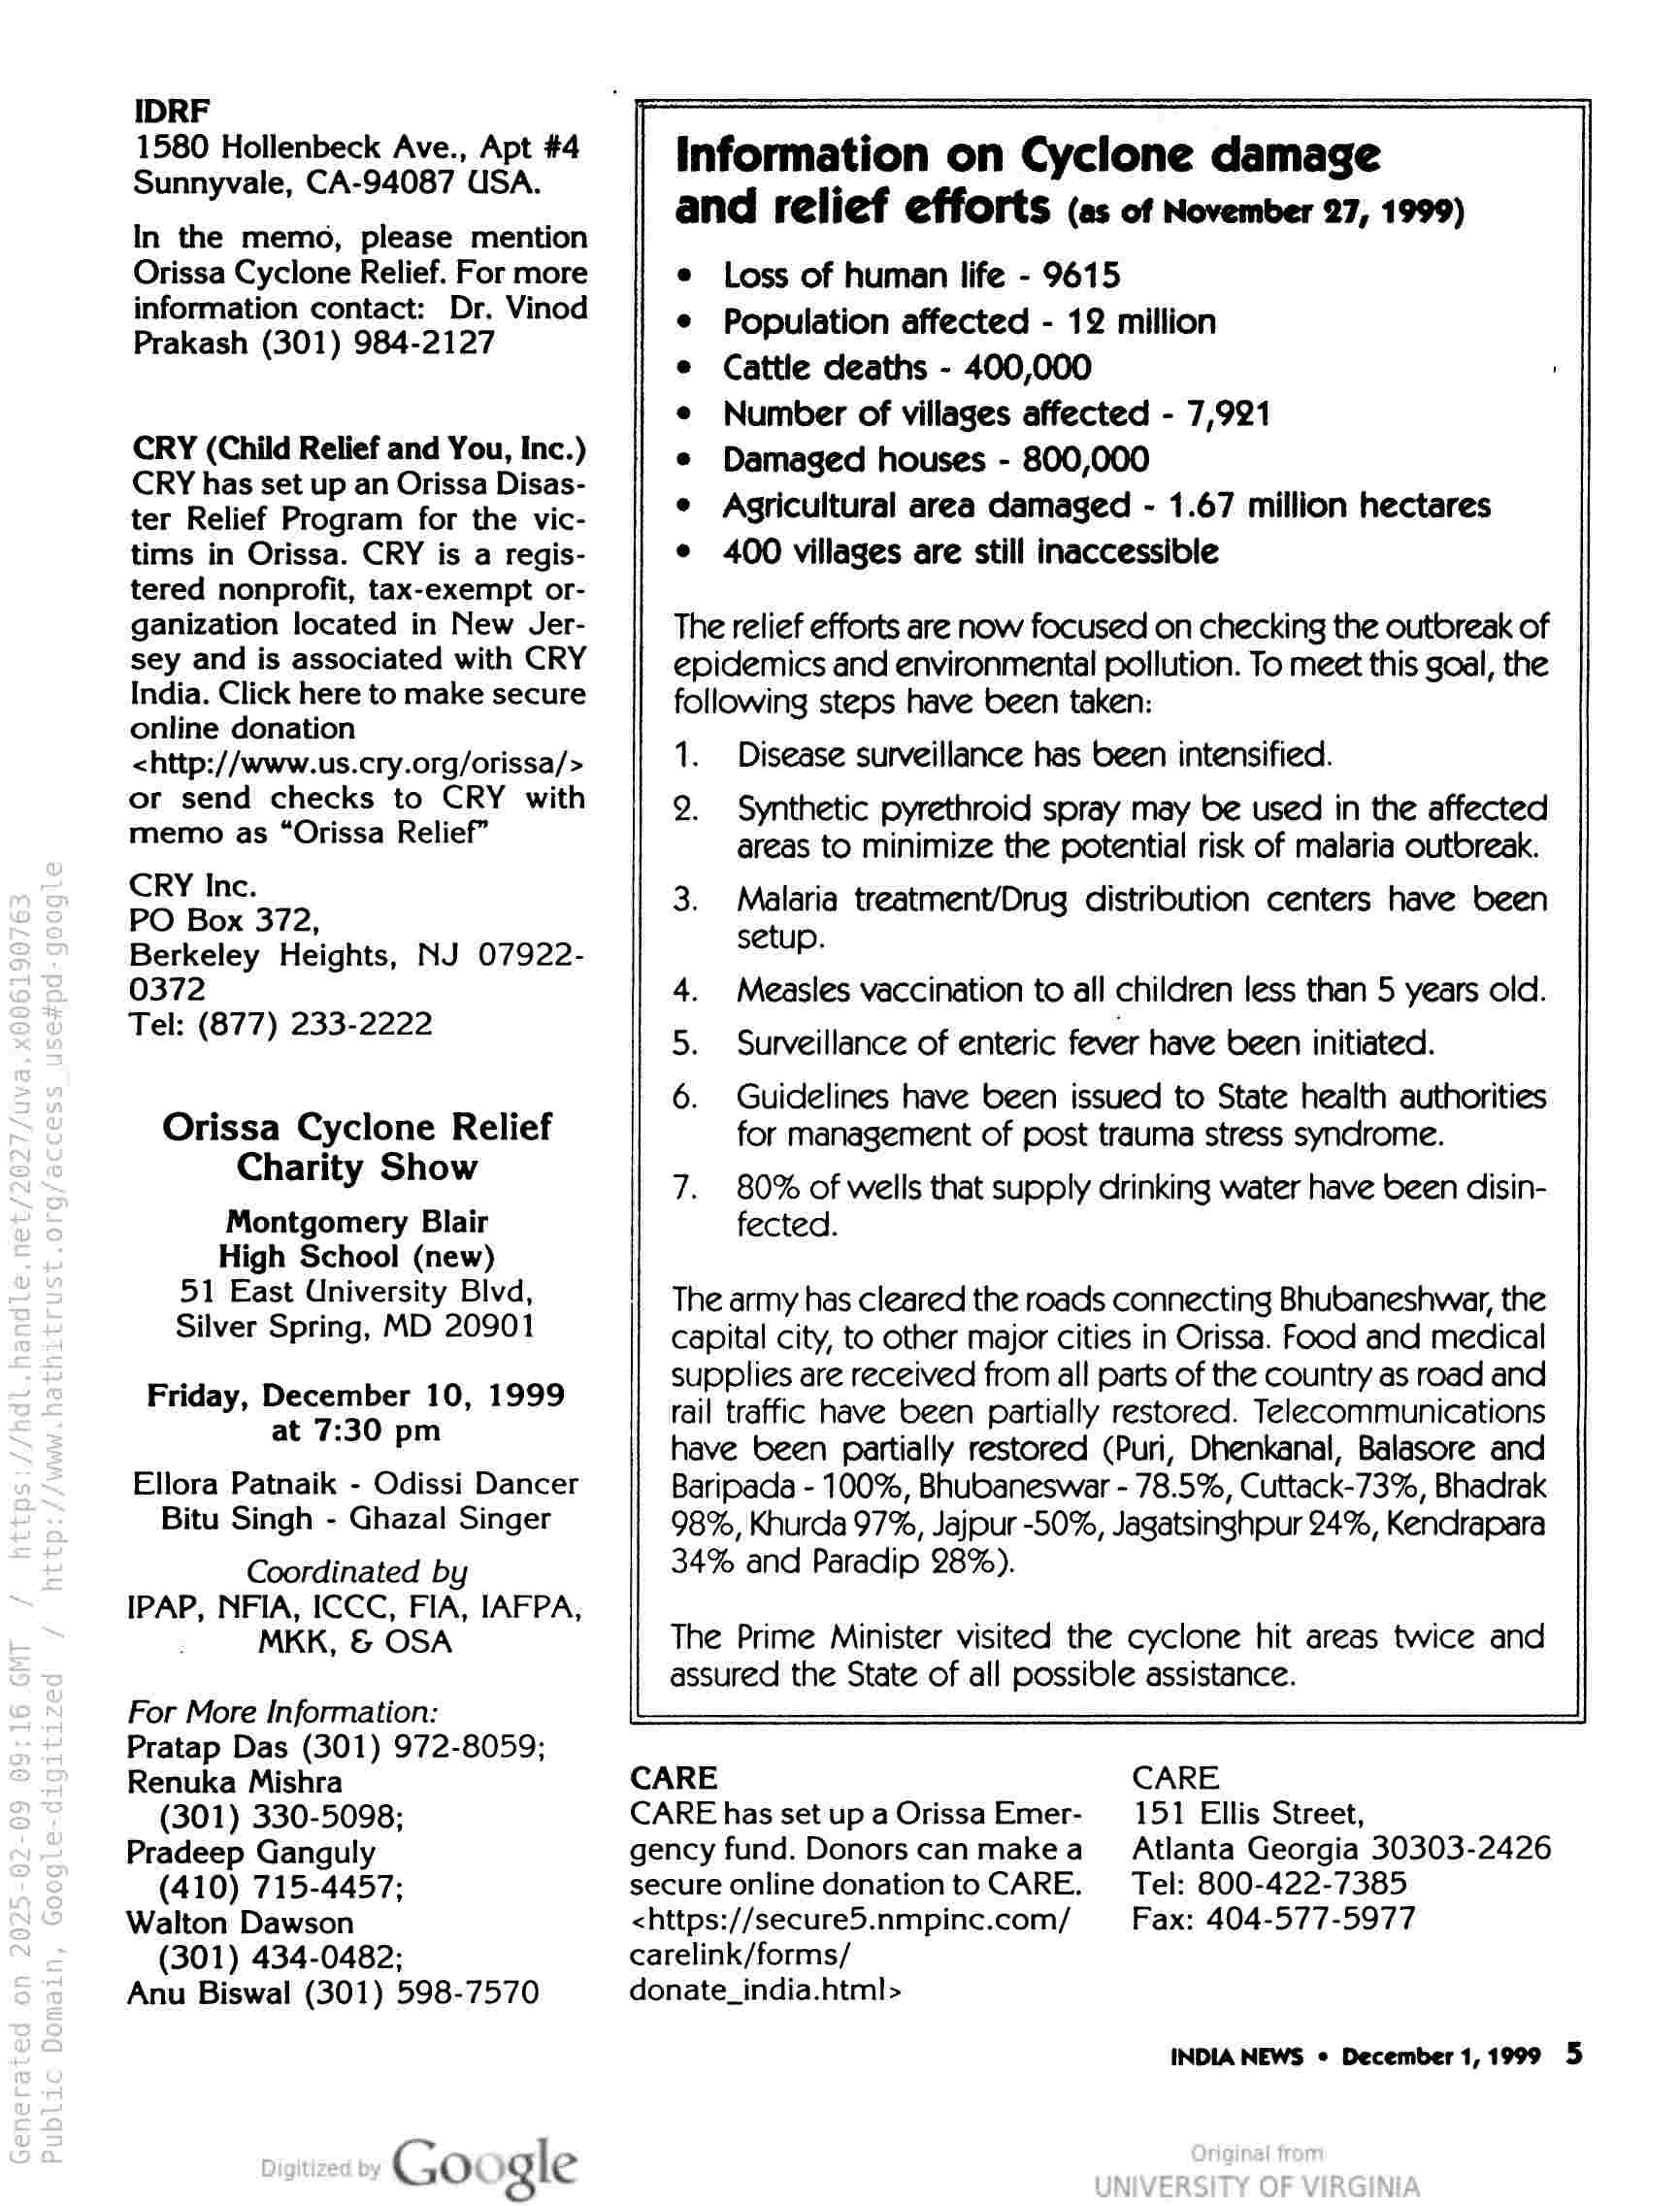 IDRF
1580 Hollenbeck Ave., Apt #4
Sunnyvale, CA-94087 USA.
In the memo, please mention
Orissa Cyclone Relief. For more
information contact: Dr. Vinod
Prakash (301) 984-2127
CRY (Child Relief and You, Inc.)
CRY has set up an Orissa Disas-
ter Relief Program for the vic-
tims in Orissa. CRY is a regis-
tered nonprofit, tax-exempt or-
ganization located in New Jer-
sey and is associated with CRY
India. Click here to make secure
online donation
<http://www.us.cry.org/orissa/>
or send checks to CRY with
memo as "Orissa Relief"
CRY Inc.
PO Box 372,
Berkeley Heights, NJ 07922-
0372
Tel: (877) 233-2222
Orissa Cyclone Relief
Charity Show
Montgomery Blair
High School (new)
51 East University Blvd,
Silver Spring, MD 20901
Friday, December 10, 1999
at 7:30 pm
Ellora Patnaik - Odissi Dancer
Bitu Singh - Ghazal Singer
Coordinated by
IPAP, NFIA, ICCC, FIA, IAFPA,
MKK, & OSA
For More Information:
Pratap Das (301) 972-8059;
Renuka Mishra
(301) 330-5098;
Pradeep Ganguly
(410) 715-4457;
Walton Dawson
(301) 434-0482;
Anu Biswal (301) 598-7570
Information on Cyclone damage
and relief efforts (as of November 27, 1999)
• Loss of human life - 9615
• Population affected - 12 million
• Cattle deaths - 400,000
• Number of villages affected - 7,921
• Damaged houses - 800,000
• Agricultural area damaged - 1.67 million hectares
• 400 villages are still inaccessible
The relief efforts are now focused on checking the outbreak of
epidemics and environmental pollution. To meet this goal, the
following steps have been taken:
1. Disease surveillance has been intensified.
2. Synthetic pyrethroid spray may be used in the affected
areas to minimize the potential risk of malaria outbreak.
3. Malaria treatment/Drug distribution centers have been
setup.
4. Measles vaccination to all children less than 5 years old.
5. Surveillance of enteric fever have been initiated.
6. Guidelines have been issued to State health authorities
for management of post trauma stress syndrome.
7. 80% of wells that supply drinking water have been disin-
fected.
The army has cleared the roads connecting Bhubaneshwar, the
capital city, to other major cities in Orissa. Food and medical
supplies are received from all parts of the country as road and
rail traffic have been partially restored. Telecommunications
have been partially restored (Puri, Dhenkanal, Balasore and
Baripada - 100%, Bhubaneswar - 78.5%, Cuttack-73%, Bhadrak
98%, Khurda 97%, Jajpur -50%, Jagatsinghpur 24%, Kendrapara
34% and Paradip 28%).
The Prime Minister visited the cyclone hit areas twice and
assured the State of all possible assistance.
CARE
CARE has set up a Orissa Emer-
gency fund. Donors can make a
secure online donation to CARE.
<https://secure5.nmpinc.com/
carelink/forms/
donate_india.html>
CARE
151 Ellis Street,
Atlanta Georgia 30303-2426
Tel: 800-422-7385
Fax: 404-577-5977
INDIA NEWS • December 1, 1999 5
Generated on 2025-02-09 09:16 GMT / https://hdl.handle.net/2027/uva.x006190763
Public Domain, Google-digitized / http://www.hathitrust.org/access_use#pd-google
Digitized by Google
Original from
UNIVERSITY OF VIRGINIA